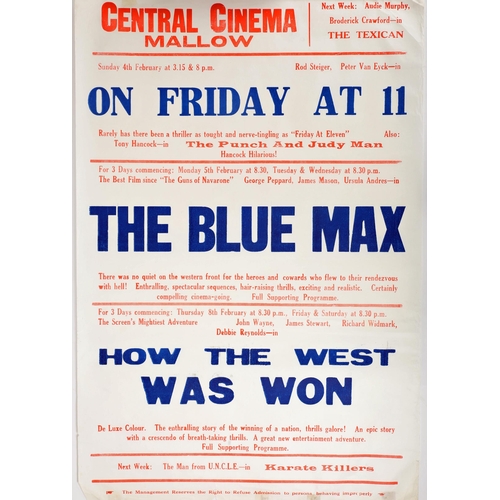 CENTRAL CINEMA
MALLOW
Next Week: Audie Murphy,
Broderick Crawford—in
THE TEXICAN
Sunday 4th February at 3.15 & 8 p.m. Rod Steiger, Peter Van Eyck—in
ON FRIDAY AT 11
Rarely has there been a thriller as tought and nerve-tingling as "Friday At Eleven" Also:
Tony Hancock—in The Punch And Judy Man
Hancock Hilarious!
For 3 Days commencing: Monday 5th February at 8.30, Tuesday & Wednesday at 8.30 p.m.
The Best Film since "The Guns of Navarone" George Peppard, James Mason, Ursula Andres—in
THE BLUE MAX
There was no quiet on the western front for the heroes and cowards who flew to their rendezvous
with hell! Enthralling, spectacular sequences, hair-raising thrills, exciting and realistic. Certainly
compelling cinema-going. Full Supporting Programme.
For 3 Days commencing: Thursday 8th February at 8.30 p.m., Friday & Saturday at 8.30 p.m.
The Screen's Mightiest Adventure John Wayne, James Stewart, Richard Widmark,
Debbie Reynolds—in
HOW THE WEST
WAS WON
De Luxe Colour. The enthralling story of the winning of a nation, thrills galore! An epic story
with a crescendo of breath-taking thrills. A great new entertainment adventure.
Full Supporting Programme.
Next Week: The Man from U.N.C.L.E.—in Karate Killers
The Management Reserves the Right to Refuse Admission to persons behaving improperly